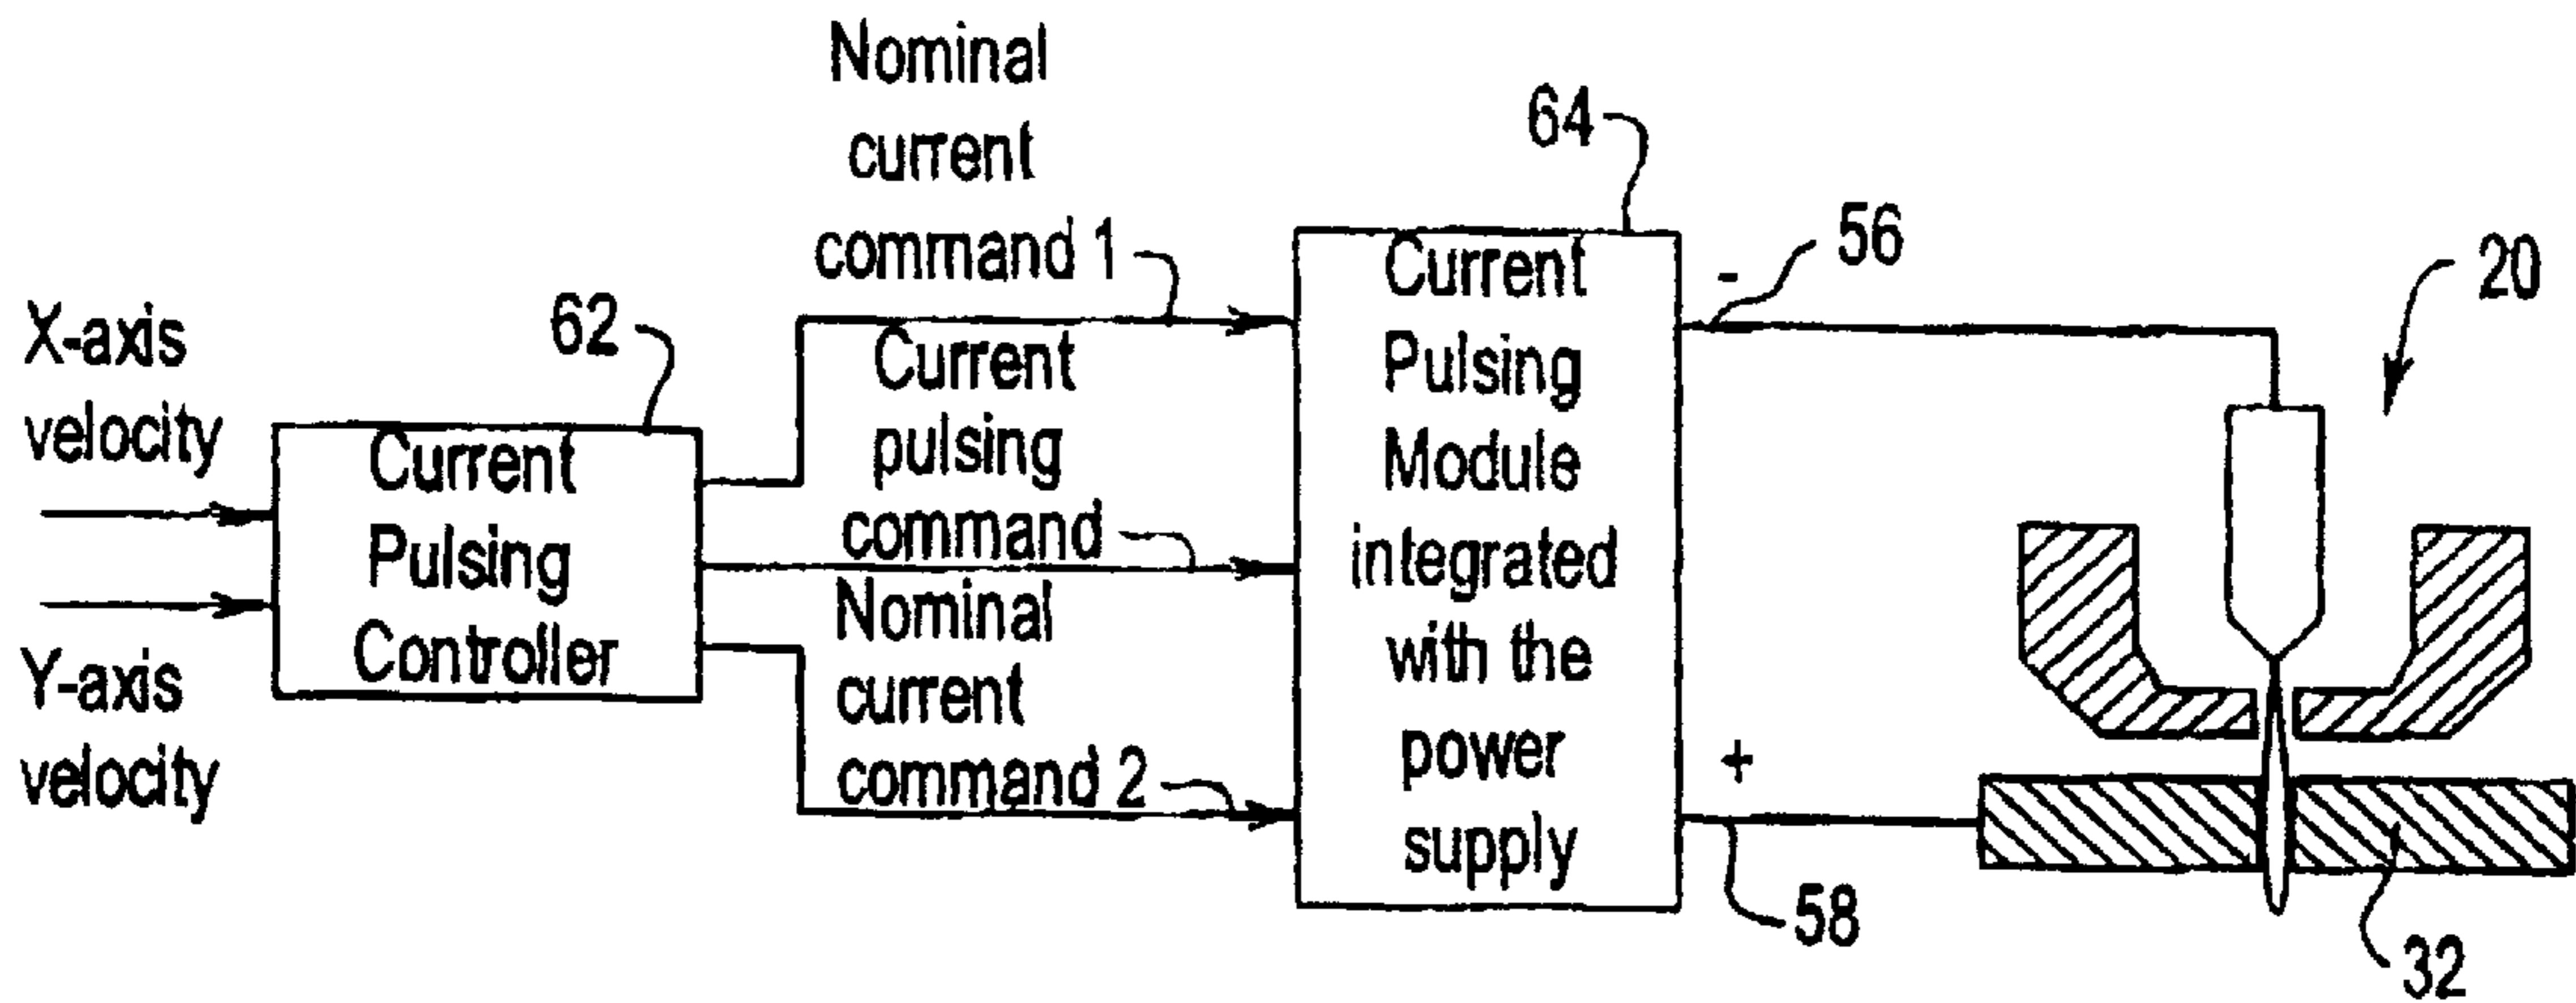 X-axis
velocity
Y-axis
velocity
62
Current
Pulsing
Controller
Nominal
current
command 1
Current
pulsing
command
Nominal
current
command 2
64
Current
Pulsing
Module
integrated
with the
power
supply
-
56
+
58
20
32